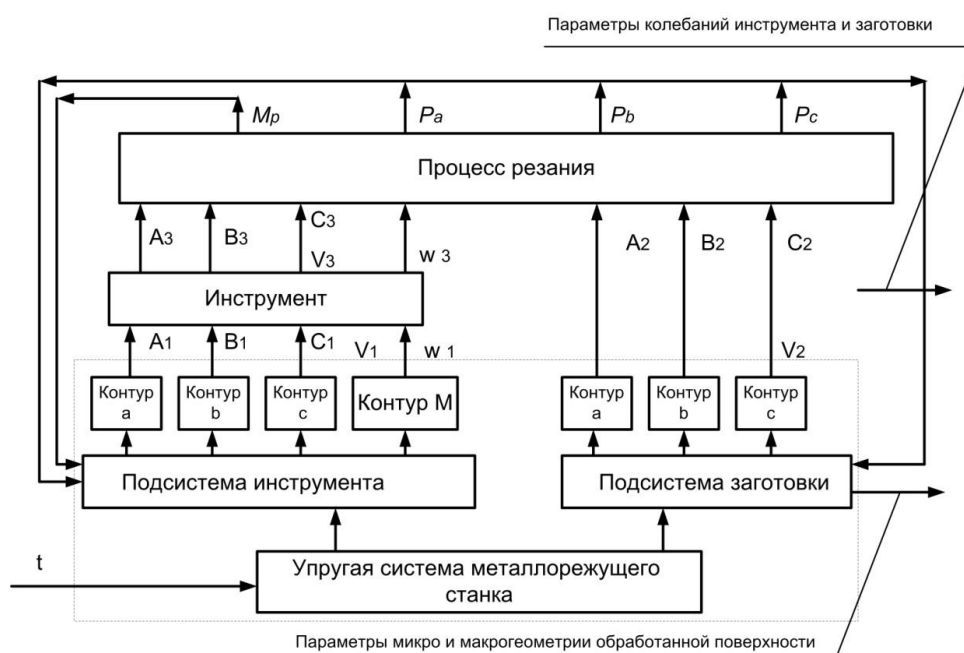 Параметры колебаний инструмента и заготовки
Mp Pa Pb Pc
Процесс резания
A3 B3 C3 A2 B2 C2
V3 w 3
Инструмент
A1 B1 C1 V1 w 1 V2
Контур a Контур b Контур c Контур М Контур a Контур b Контур c
Подсистема инструмента Подсистема заготовки
t
Упругая система металлорежущего
станка
Параметры микро и макрогеометрии обработанной поверхности